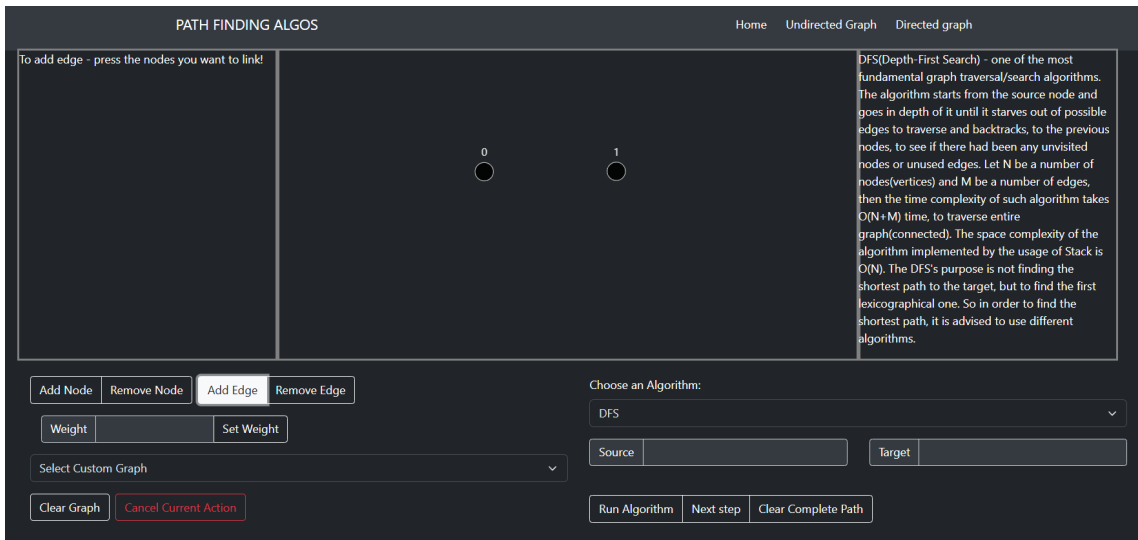 PATH FINDING ALGOS
Home Undirected Graph Directed graph
To add edge - press the nodes you want to link!
0 1
DFS(Depth-First Search) - one of the most
fundamental graph traversal/search algorithms.
The algorithm starts from the source node and
goes in depth of it until it starves out of possible
edges to traverse and backtracks, to the previous
nodes, to see if there had been any unvisited
nodes or unused edges. Let N be a number of
nodes(vertices) and M be a number of edges,
then the time complexity of such algorithm takes
O(N+M) time, to traverse entire
graph(connected). The space complexity of the
algorithm implemented by the usage of Stack is
O(N). The DFS's purpose is not finding the
shortest path to the target, but to find the first
lexicographical one. So in order to find the
shortest path, it is advised to use different
algorithms.
Add Node Remove Node Add Edge Remove Edge
Weight Set Weight
Select Custom Graph
Clear Graph Cancel Current Action
Choose an Algorithm:
DFS
Source Target
Run Algorithm Next step Clear Complete Path